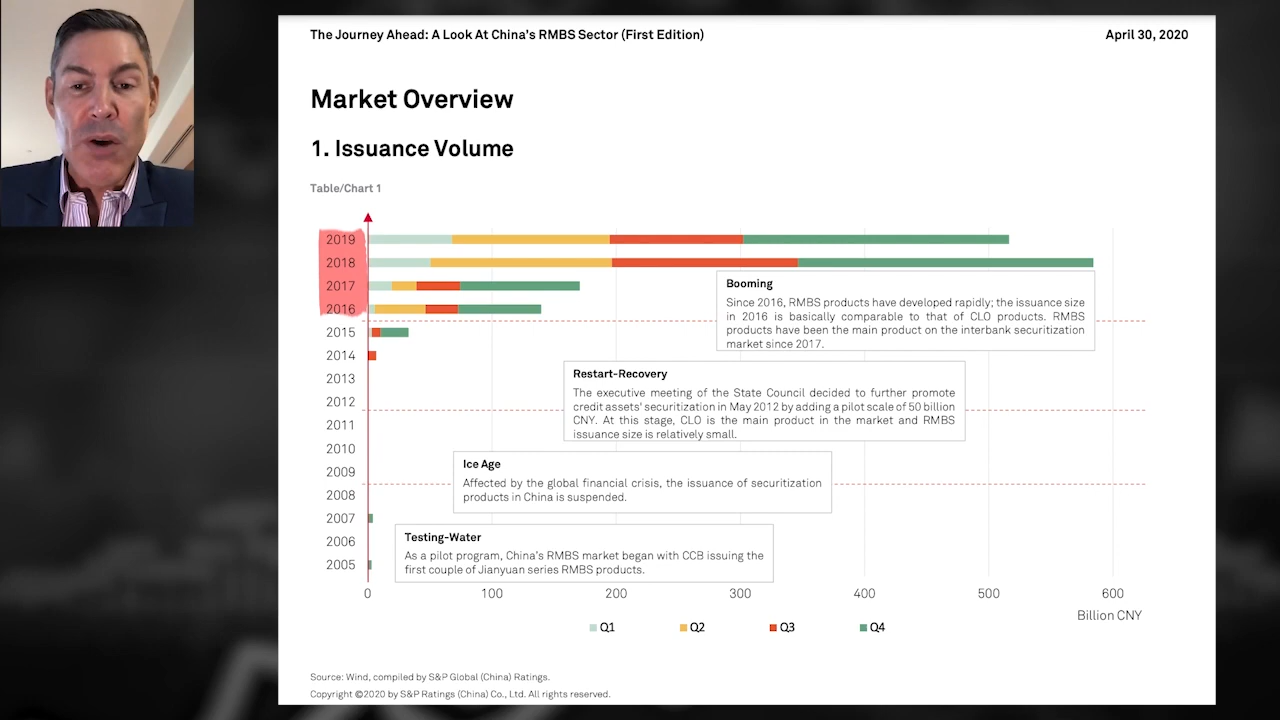 The Journey Ahead: A Look At China's RMBS Sector (First Edition)
April 30, 2020
Market Overview
1. Issuance Volume
Table/Chart 1
2019
2018
2017
2016
2015
2014
2013
2012
2011
2010
2009
2008
2007
2006
2005
Booming
Since 2016, RMBS products have developed rapidly; the issuance size
in 2016 is basically comparable to that of CLO products. RMBS
products have been the main product on the interbank securitization
market since 2017.
Restart-Recovery
The executive meeting of the State Council decided to further promote
credit assets' securitization in May 2012 by adding a pilot scale of 50 billion
CNY. At this stage, CLO is the main product in the market and RMBS
issuance size is relatively small.
Ice Age
Affected by the global financial crisis, the issuance of securitization
products in China is suspended.
Testing-Water
As a pilot program, China's RMBS market began with CCB issuing the
first couple of Jianyuan series RMBS products.
0 100 200 300 400 500 600
Billion CNY
Q1 Q2 Q3 Q4
Source: Wind, compiled by S&P Global (China) Ratings.
Copyright ©2020 by S&P Ratings (China) Co., Ltd. All rights reserved.